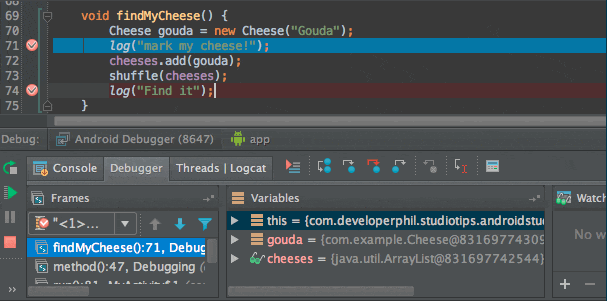 69 void findMyCheese() {
70 Cheese gouda = new Cheese("Gouda");
71 log("mark my cheese!");
72 cheeses.add(gouda);
73 shuffle(cheeses);
74 log("Find it");
75 }
Debug: Android Debugger (8647) app
Console Debugger Threads | Logcat
Frames Variables Watch
"<1>... this = {com.developerphil.studiotips.androidstud
findMyCheese():71, Debug gouda = {com.example.Cheese@83169774309 No w
method():47, Debugging ( cheeses = {java.util.ArrayList@831697742544}